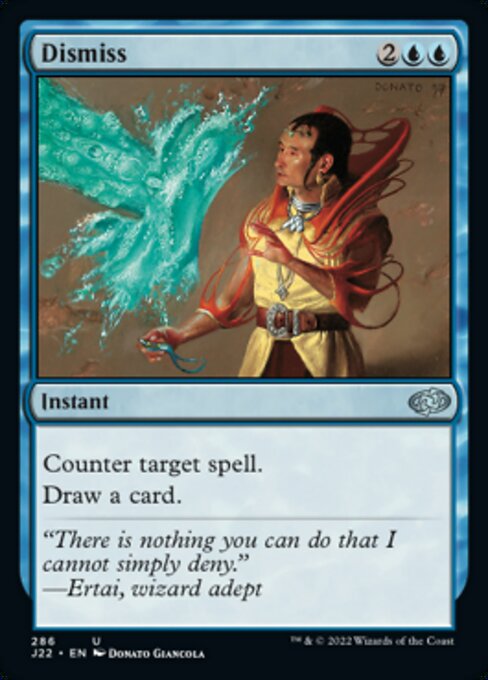 Dismiss 2
DONATO 97
Instant
Counter target spell.
Draw a card.
“There is nothing you can do that I
cannot simply deny.”
—Ertai, wizard adept
286 U
J22 • EN Donato Giancola
™ & © 2022 Wizards of the Coast